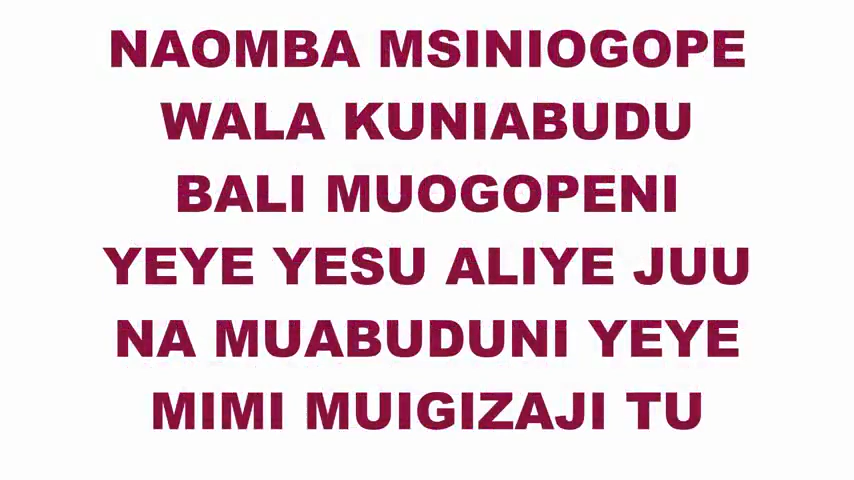 NAOMBA MSINIOGOPE
WALA KUNIABUDU
BALI MUOGOPENI
YEYE YESU ALIYE JUU
NA MUABUDUNI YEYE
MIMI MUIGIZAJI TU